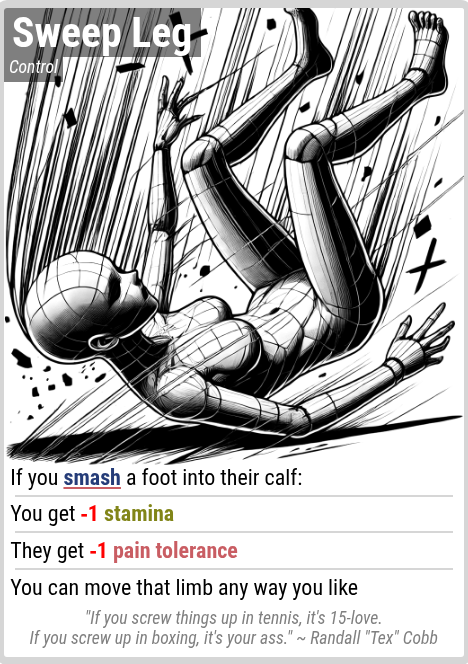 Sweep Leg
Control
If you smash a foot into their calf:
You get -1 stamina
They get -1 pain tolerance
You can move that limb any way you like
"If you screw things up in tennis, it's 15-love.
If you screw up in boxing, it's your ass." ~ Randall "Tex" Cobb